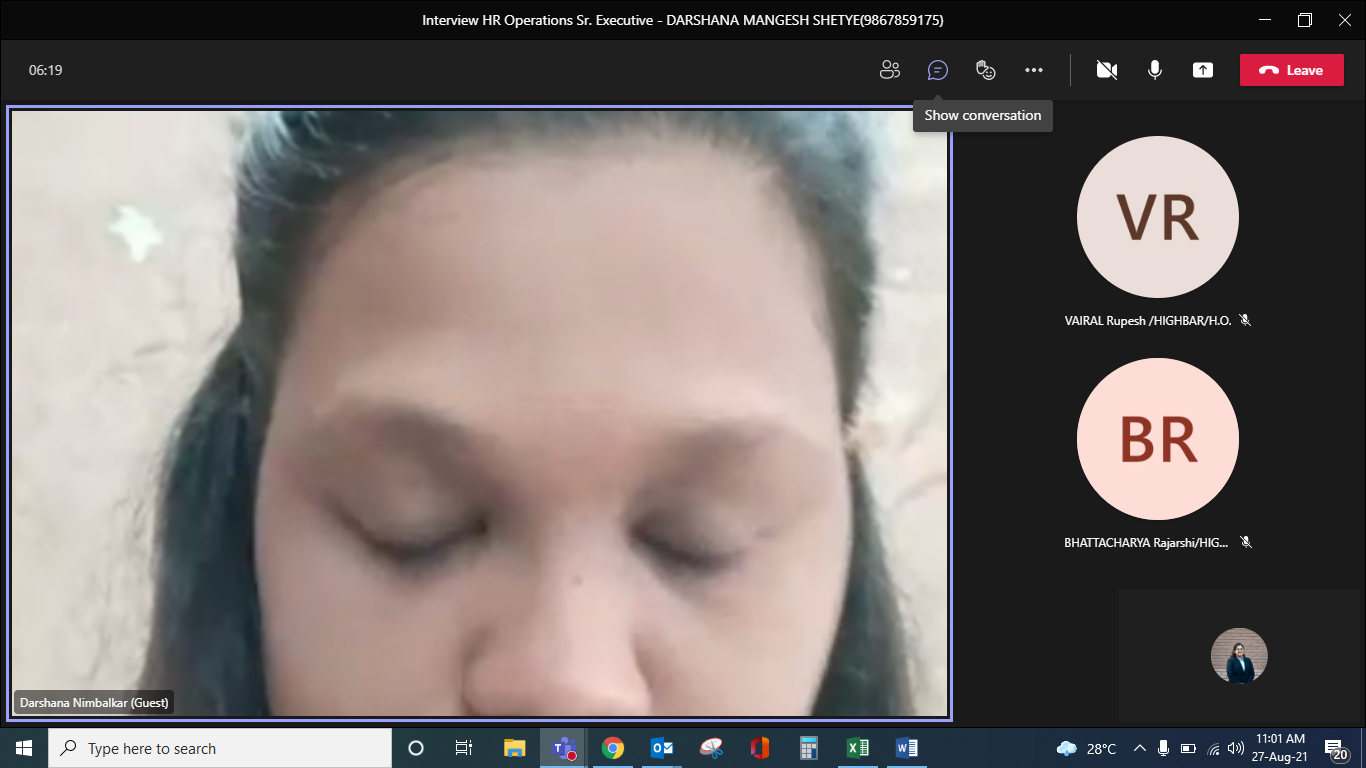 Interview HR Operations Sr. Executive - DARSHANA MANGESH SHETYE(9867859175)
06:19
Leave
Show conversation
VR
VAIRAL Rupesh /HIGHBAR/H.O.
BR
BHATTACHARYA Rajarshi/HIG...
Darshana Nimbalkar (Guest)
Type here to search
28°C
11:01 AM
27-Aug-21
20